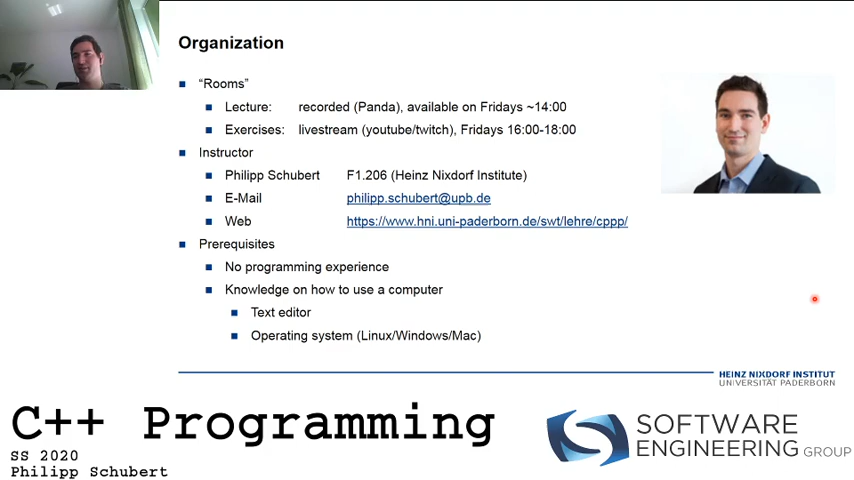 Organization
“Rooms”
Lecture: recorded (Panda), available on Fridays ~14:00
Exercises: livestream (youtube/twitch), Fridays 16:00-18:00
Instructor
Philipp Schubert F1.206 (Heinz Nixdorf Institute)
E-Mail philipp.schubert@upb.de
Web https://www.hni.uni-paderborn.de/swt/lehre/cppp/
Prerequisites
No programming experience
Knowledge on how to use a computer
Text editor
Operating system (Linux/Windows/Mac)
HEINZ NIXDORF INSTITUT
UNIVERSITÄT PADERBORN
C++ Programming
SS 2020
Philipp Schubert
SOFTWARE
ENGINEERING GROUP